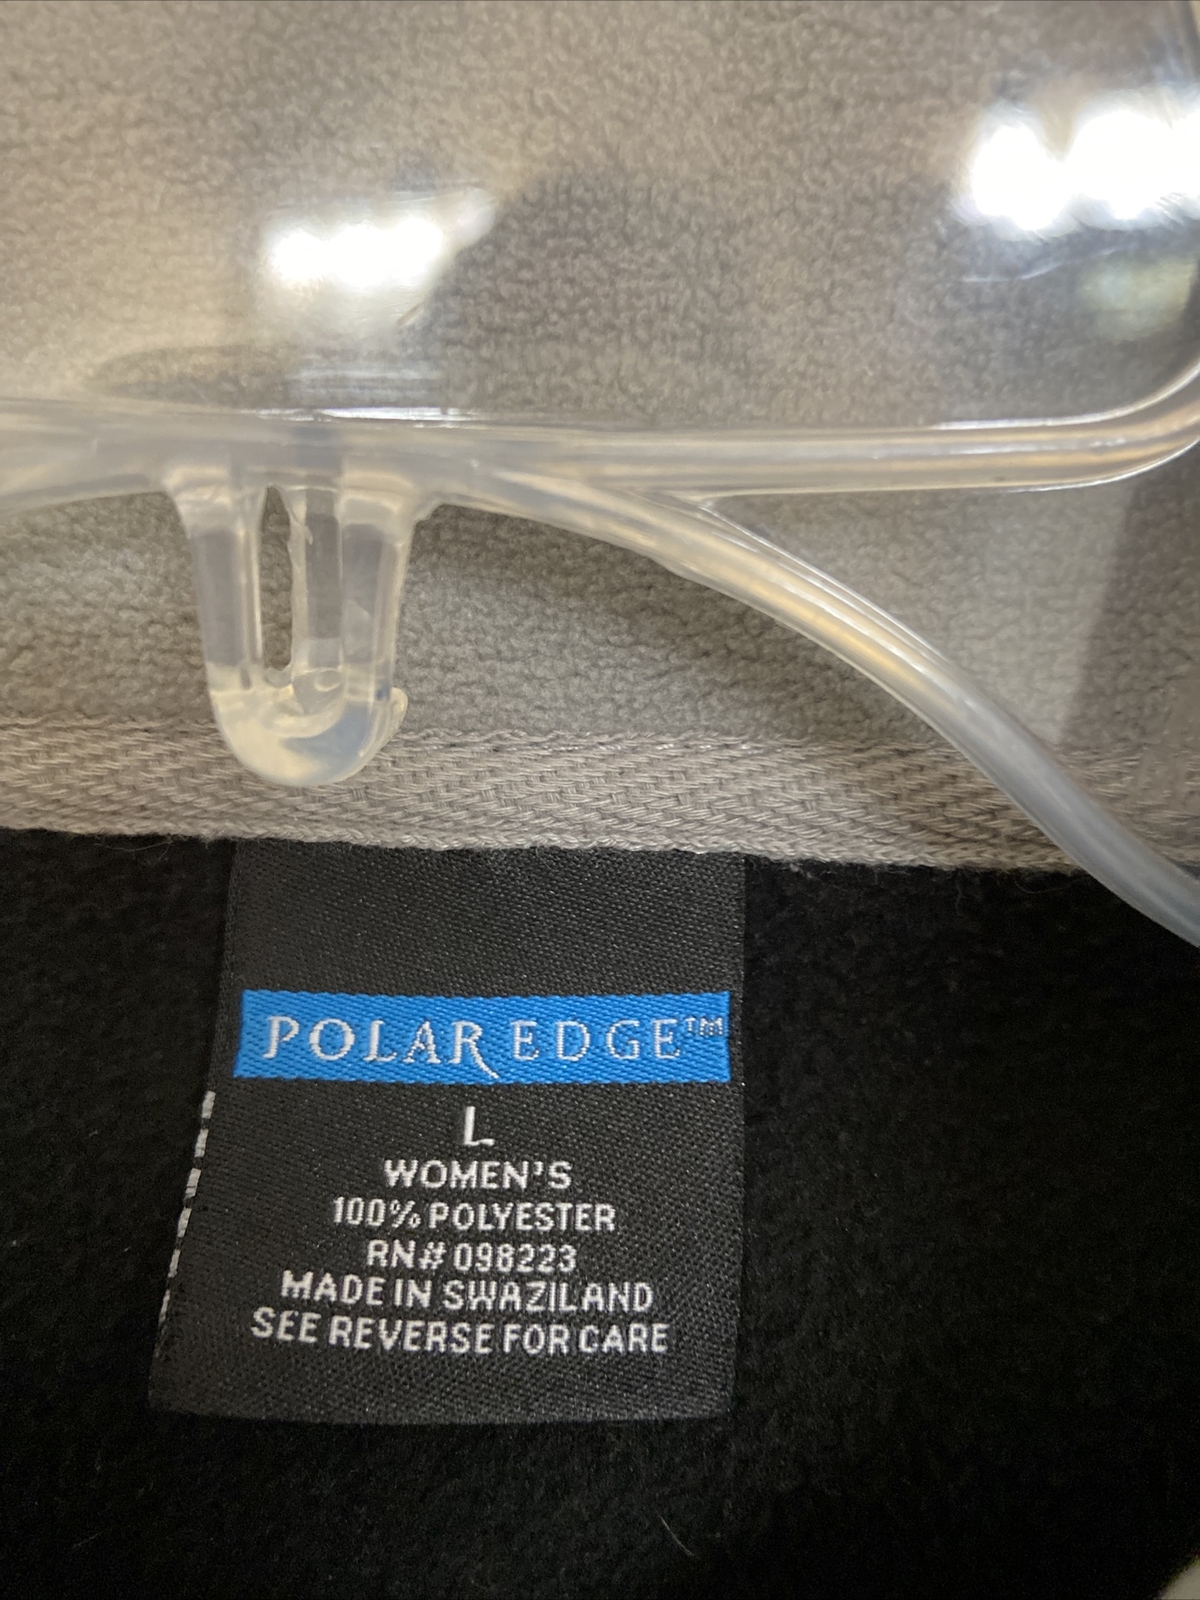 POLAR EDGE™
L
WOMEN'S
100% POLYESTER
RN# 098223
MADE IN SWAZILAND
SEE REVERSE FOR CARE